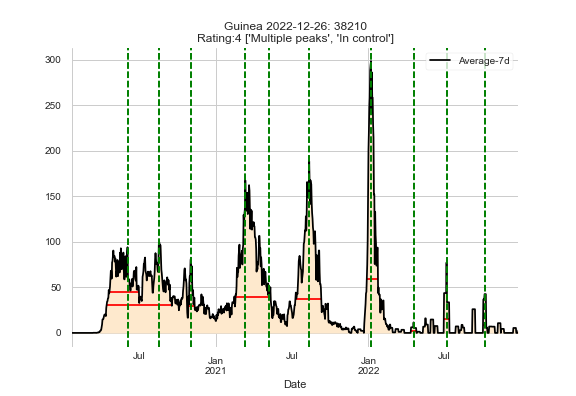 Guinea 2022-12-26: 38210
Rating:4 ['Multiple peaks', 'In control']
Average-7d
300
250
200
150
100
50
0
Jul
Jan
2021
Jul
Jan
2022
Jul
Date